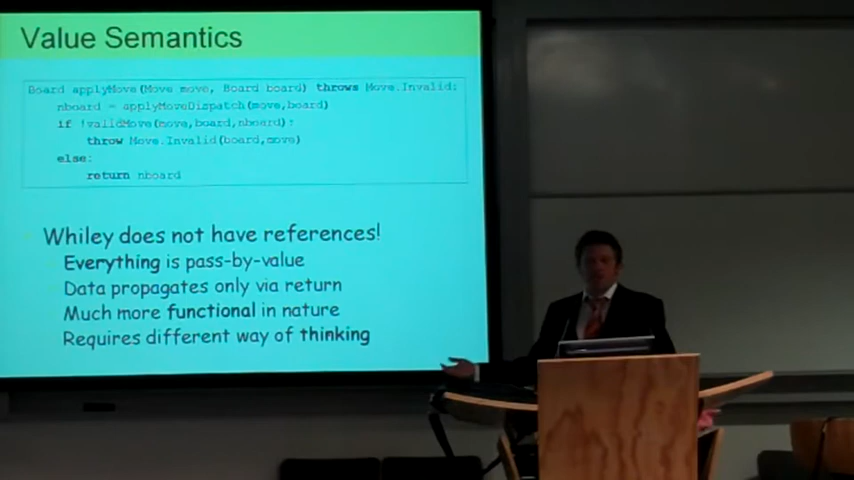 Value Semantics
Board applyMove(Move move, Board board) throws Move.Invalid:
nboard = applyMoveDispatch(move,board)
if !validMove(move,board,nboard):
throw Move.Invalid(board,move)
else:
return nboard
Whiley does not have references!
Everything is pass-by-value
Data propagates only via return
Much more functional in nature
Requires different way of thinking